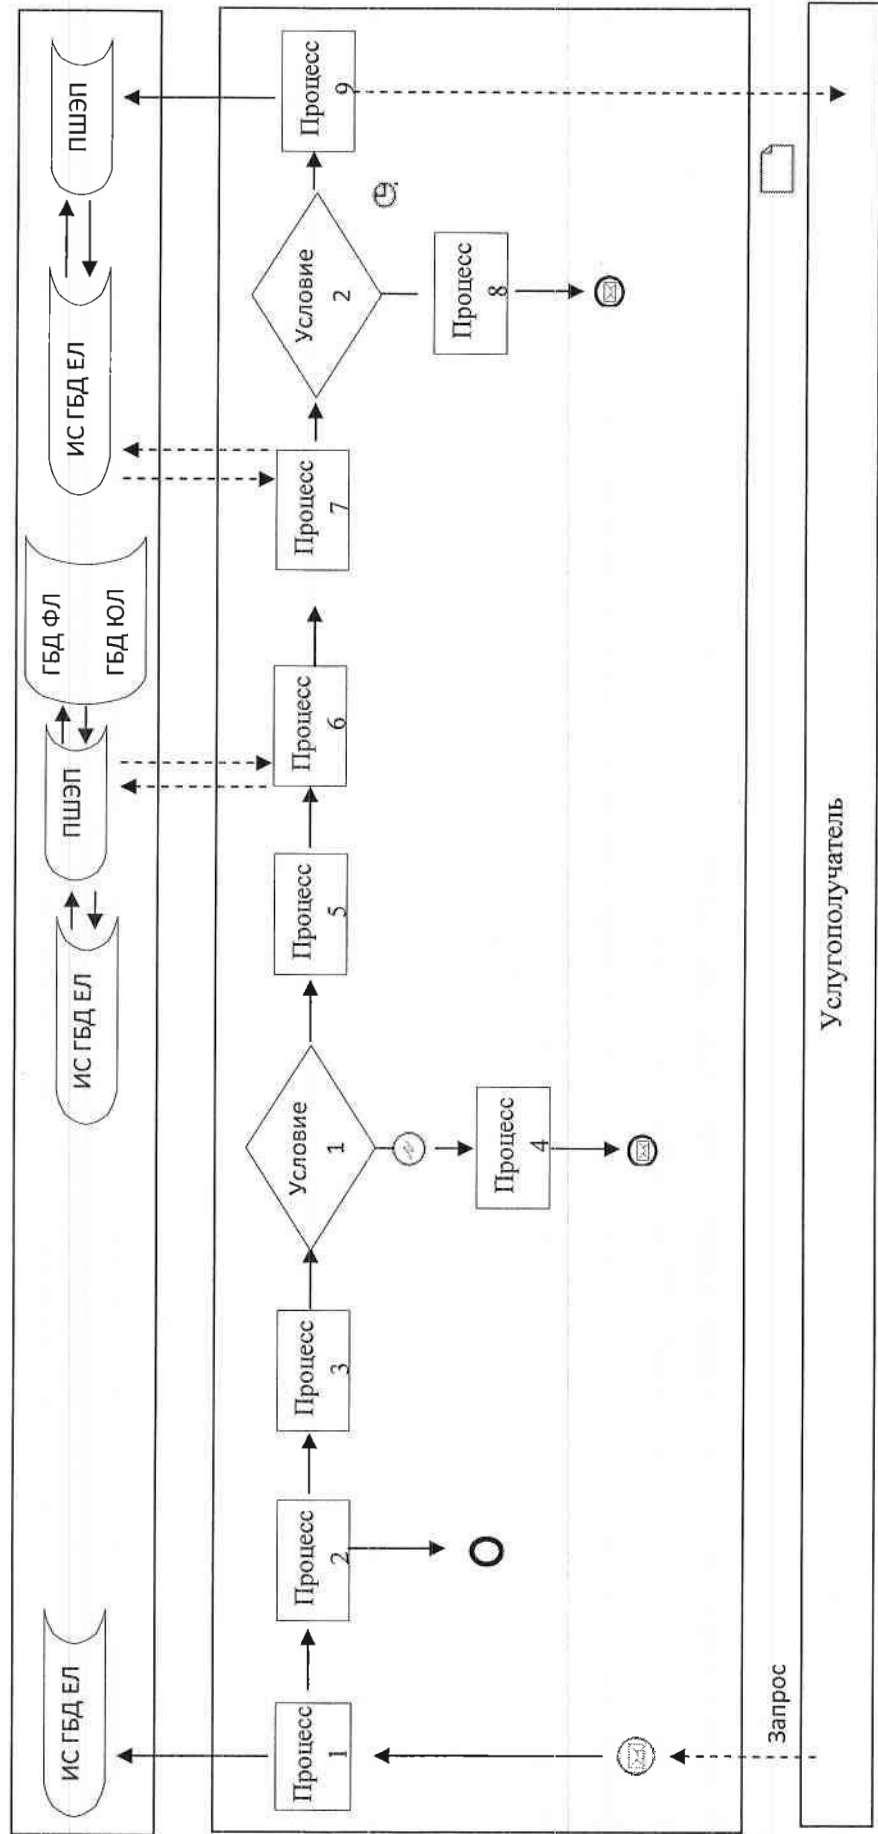 ИС ГБД ЕЛ
ИС ГБД ЕЛ
ПШЭП
ГБД ФЛ
ГБД ЮЛ
ИС ГБД ЕЛ
ПШЭП
Процесс
1
Процесс
2
Процесс
3
Условие
1
Процесс
4
Процесс
5
Процесс
6
Процесс
7
Условие
2
Процесс
8
Процесс
9
Запрос
Услугополучатель